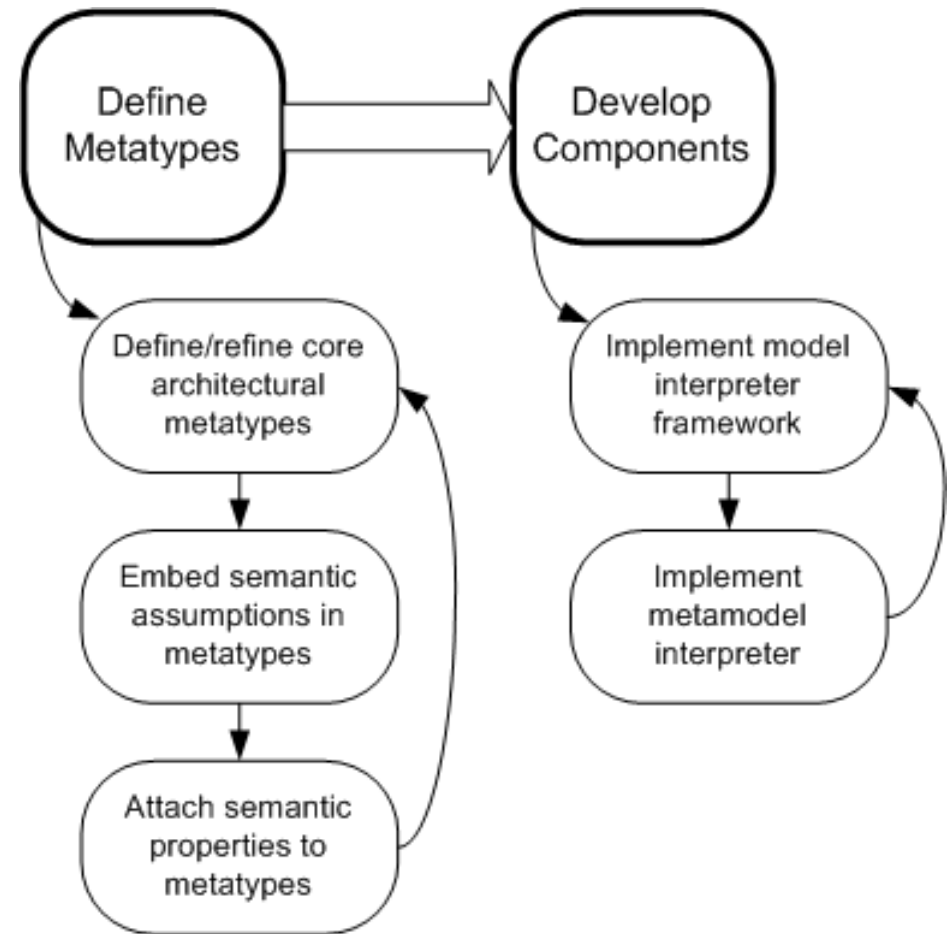 Define
Metatypes
Develop
Components
Define/refine core
architectural
metatypes
Embed semantic
assumptions in
metatypes
Attach semantic
properties to
metatypes
Implement model
interpreter
framework
Implement
metamodel
interpreter